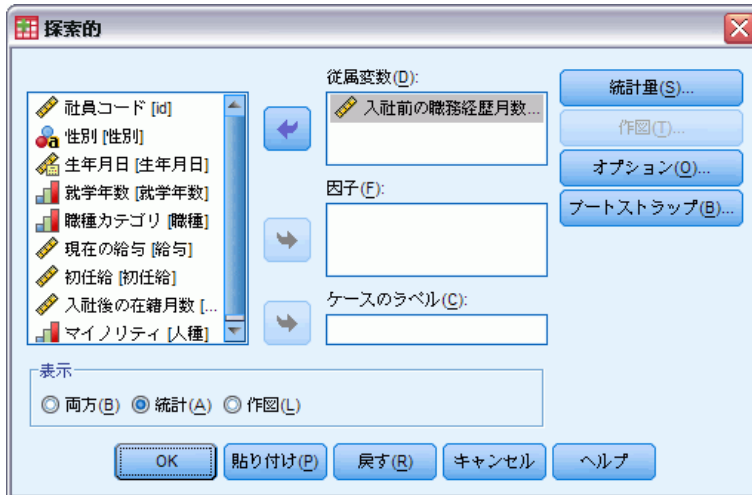 探索的
社員コード [id]
性別 [性別]
生年月日 [生年月日]
就学年数 [就学年数]
職種カテゴリ [職種]
現在の給与 [給与]
初任給 [初任給]
入社後の在籍月数 [...
マイノリティ [人種]
従属変数(D):
入社前の職務経歴月数...
因子(F):
ケースのラベル(C):
統計量(S)...
作図(T)...
オプション(O)...
ブートストラップ(B)...
表示
両方(B) 統計(A) 作図(L)
OK 貼り付け(P) 戻す(R) キャンセル ヘルプ